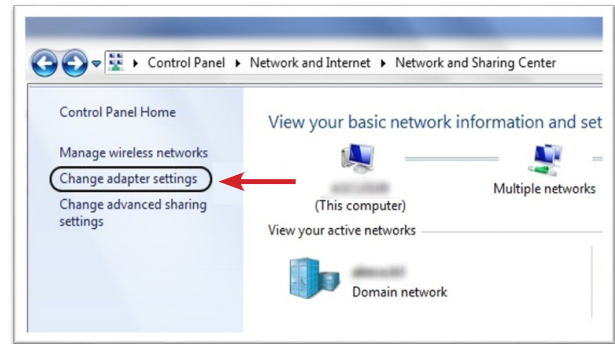 Control Panel ▸ Network and Internet ▸ Network and Sharing Center
Control Panel Home
Manage wireless networks
Change adapter settings
Change advanced sharing
settings
View your basic network information and set
(This computer)
Multiple networks
View your active networks
Domain network